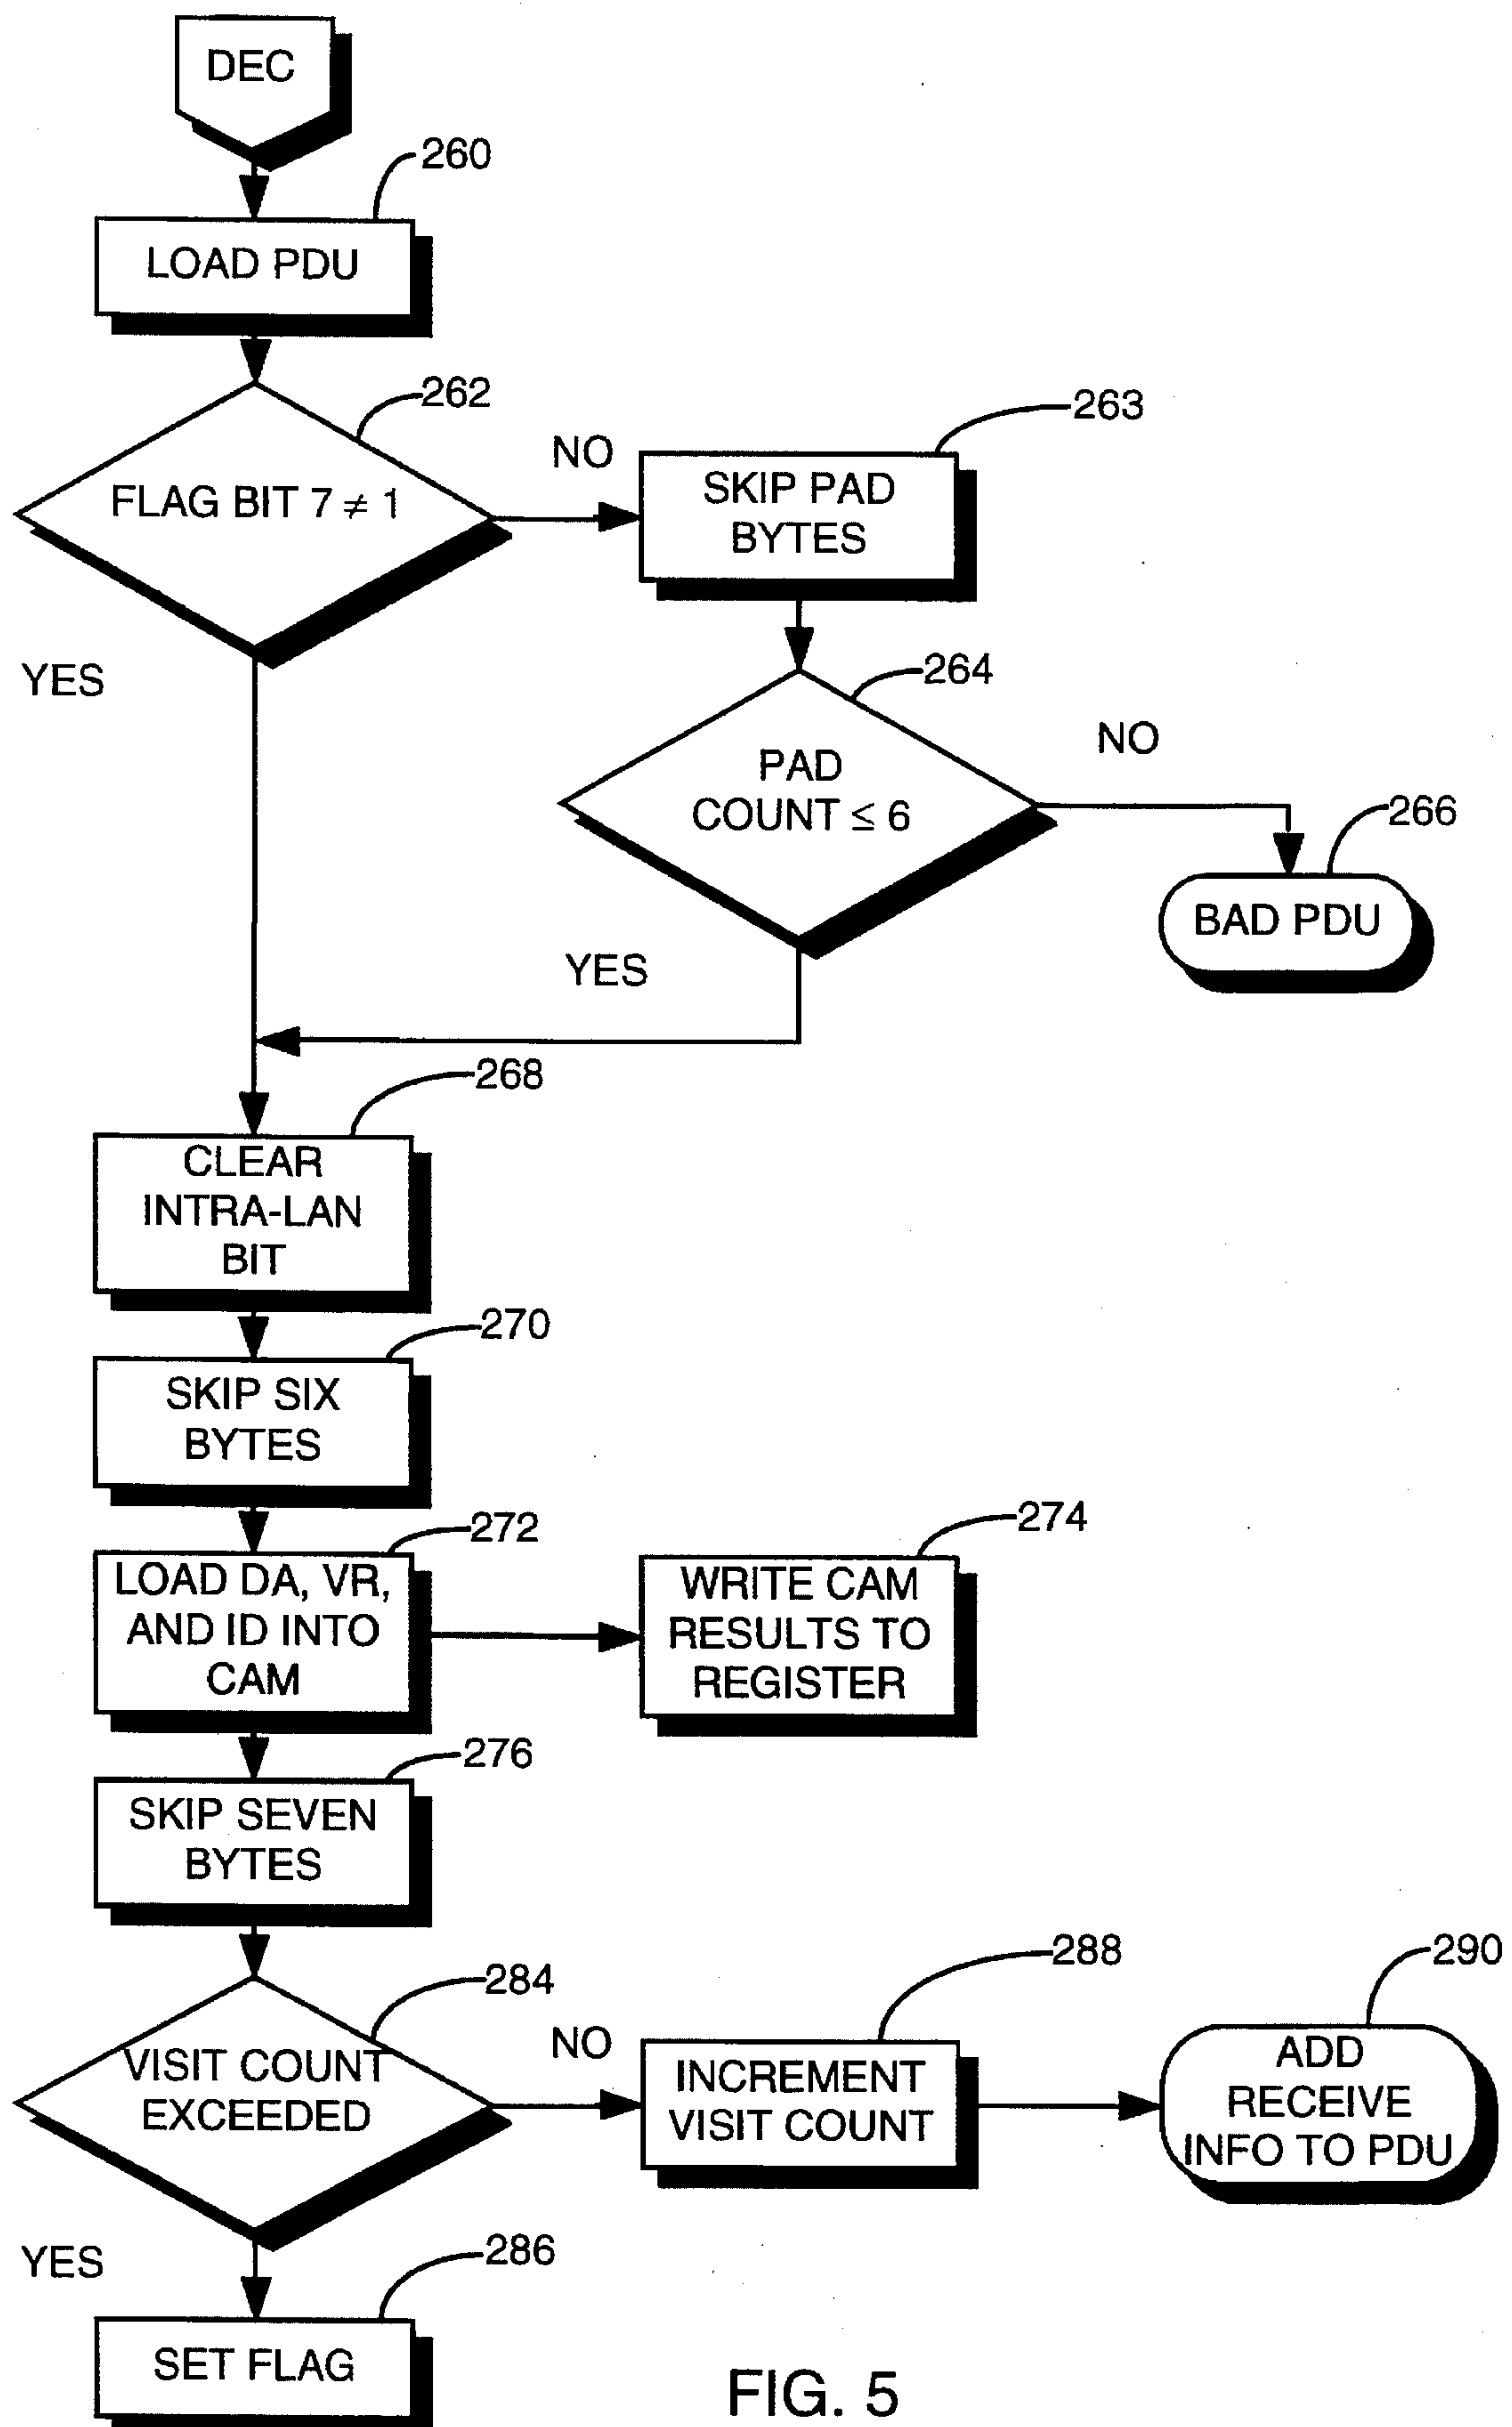 DEC
260
LOAD PDU
262
FLAG BIT 7 ≠ 1
NO
263
SKIP PAD
BYTES
YES
264
PAD
COUNT ≤ 6
NO
266
BAD PDU
YES
268
CLEAR
INTRA-LAN
BIT
270
SKIP SIX
BYTES
272
LOAD DA, VR,
AND ID INTO
CAM
274
WRITE CAM
RESULTS TO
REGISTER
276
SKIP SEVEN
BYTES
284
VISIT COUNT
EXCEEDED
NO
288
INCREMENT
VISIT COUNT
290
ADD
RECEIVE
INFO TO PDU
YES
286
SET FLAG
FIG. 5